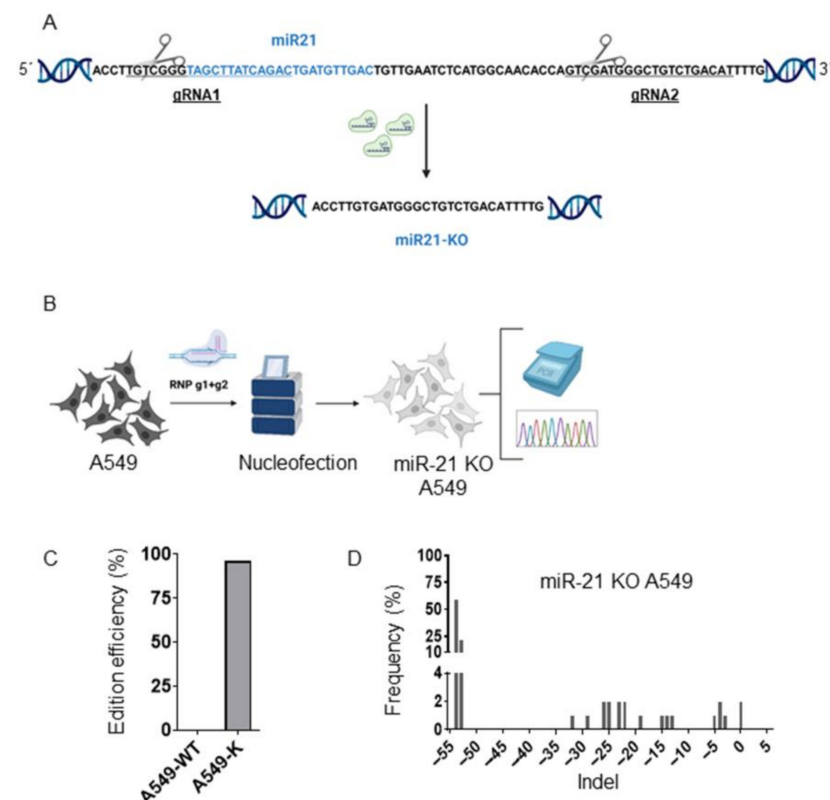 A
miR21
5´ ACCTTGTCGGGTAGCTTATCAGACTGATGTTGACTGTTGAATCTCATGGCAACACCAGTCGATGGGCTGTCTGACATTTTG 3´
gRNA1 gRNA2
ACCTTGTGATGGGCTGTCTGACATTTTG
miR21-KO
B
RNP g1+g2
PCR
A549 Nucleofection miR-21 KO
A549
C
Edition efficiency (%)
100
75
50
25
0
A549-WT
A549-K
D
miR-21 KO A549
Frequency (%)
100
75
50
25
10
4
2
0
-55 -50 -45 -40 -35 -30 -25 -20 -15 -10 -5 0 5
Indel